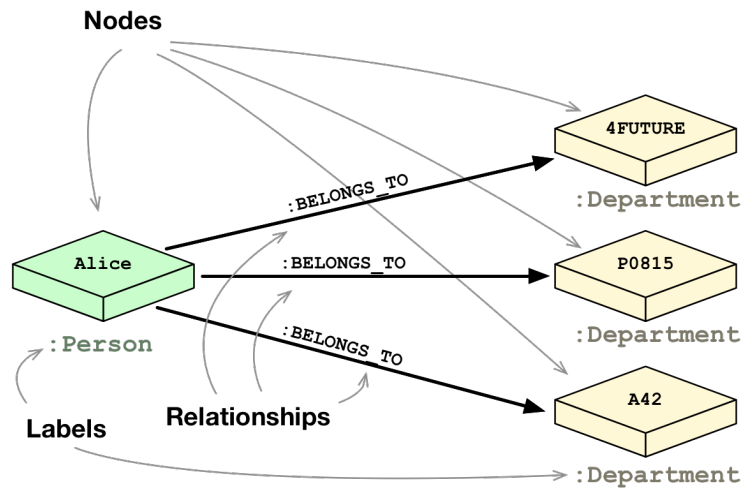 Nodes
4FUTURE
:BELONGS_TO
:Department
Alice
:BELONGS_TO
P0815
:Person
:BELONGS_TO
:Department
Labels
Relationships
A42
:Department